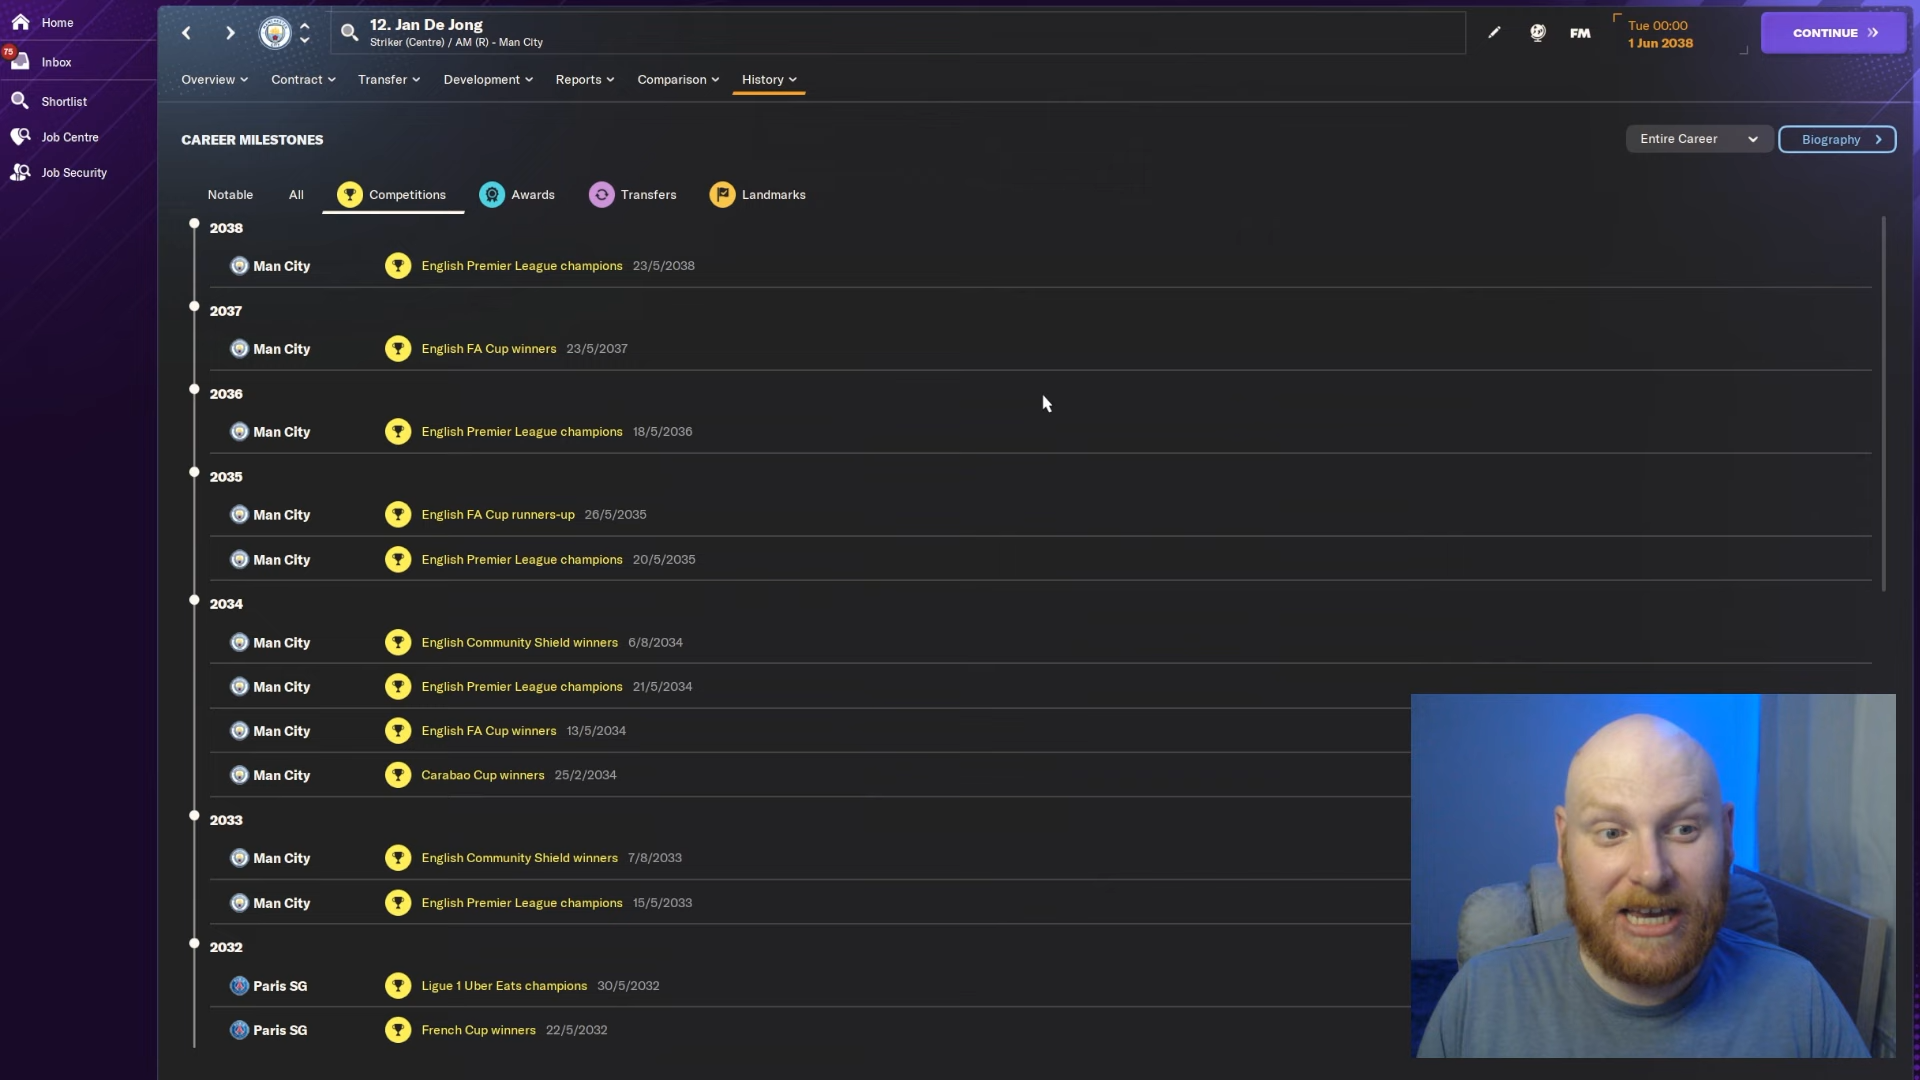 Home
75
Inbox
Shortlist
Job Centre
Job Security
12. Jan De Jong
Striker (Centre) / AM (R) - Man City
FM
Tue 00:00
1 Jun 2038
CONTINUE
Overview
Contract
Transfer
Development
Reports
Comparison
History
CAREER MILESTONES
Entire Career
Biography
Notable
All
Competitions
Awards
Transfers
Landmarks
2038
Man City English Premier League champions 23/5/2038
2037
Man City English FA Cup winners 23/5/2037
2036
Man City English Premier League champions 18/5/2036
2035
Man City English FA Cup runners-up 26/5/2035
Man City English Premier League champions 20/5/2035
2034
Man City English Community Shield winners 6/8/2034
Man City English Premier League champions 21/5/2034
Man City English FA Cup winners 13/5/2034
Man City Carabao Cup winners 25/2/2034
2033
Man City English Community Shield winners 7/8/2033
Man City English Premier League champions 15/5/2033
2032
Paris SG Ligue 1 Uber Eats champions 30/5/2032
Paris SG French Cup winners 22/5/2032